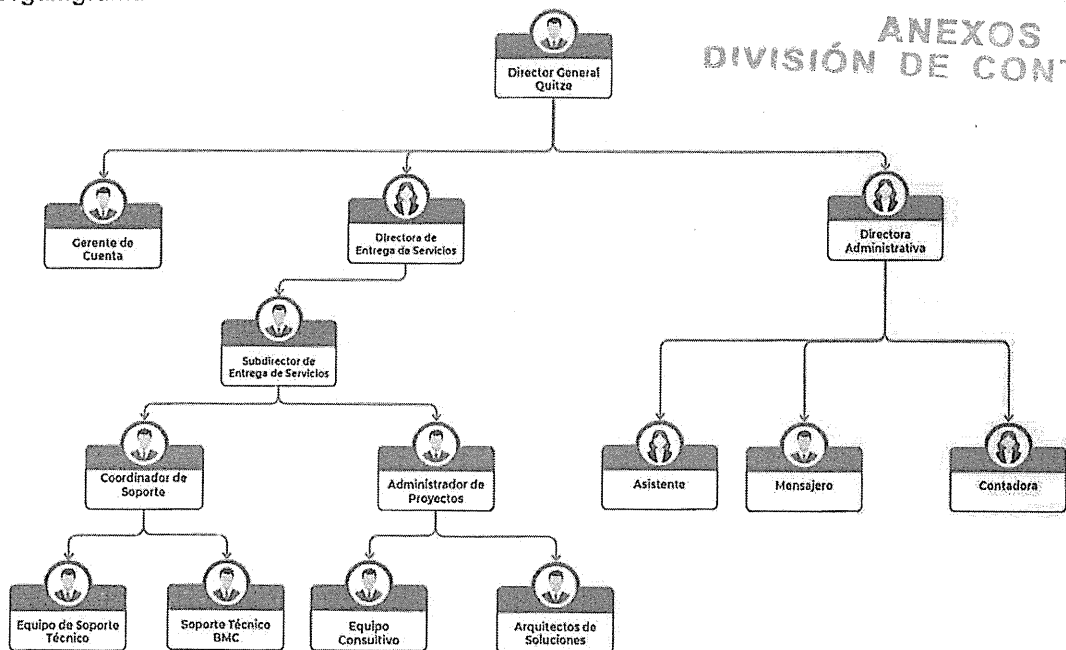 ANEXOS
DIVISIÓN DE
Director General
Quitze
Gerente de
Cuenta
Directora de
Entrega de Servicios
Directora
Administrativa
Subdirector de
Entrega de Servicios
Coordinador de
Soporte
Administrador de
Proyectos
Asistente
Mensajero
Contadora
Equipo de Soporte
Técnico
Soporte Técnico
BMC
Equipo
Consultivo
Arquitectos de
Soluciones